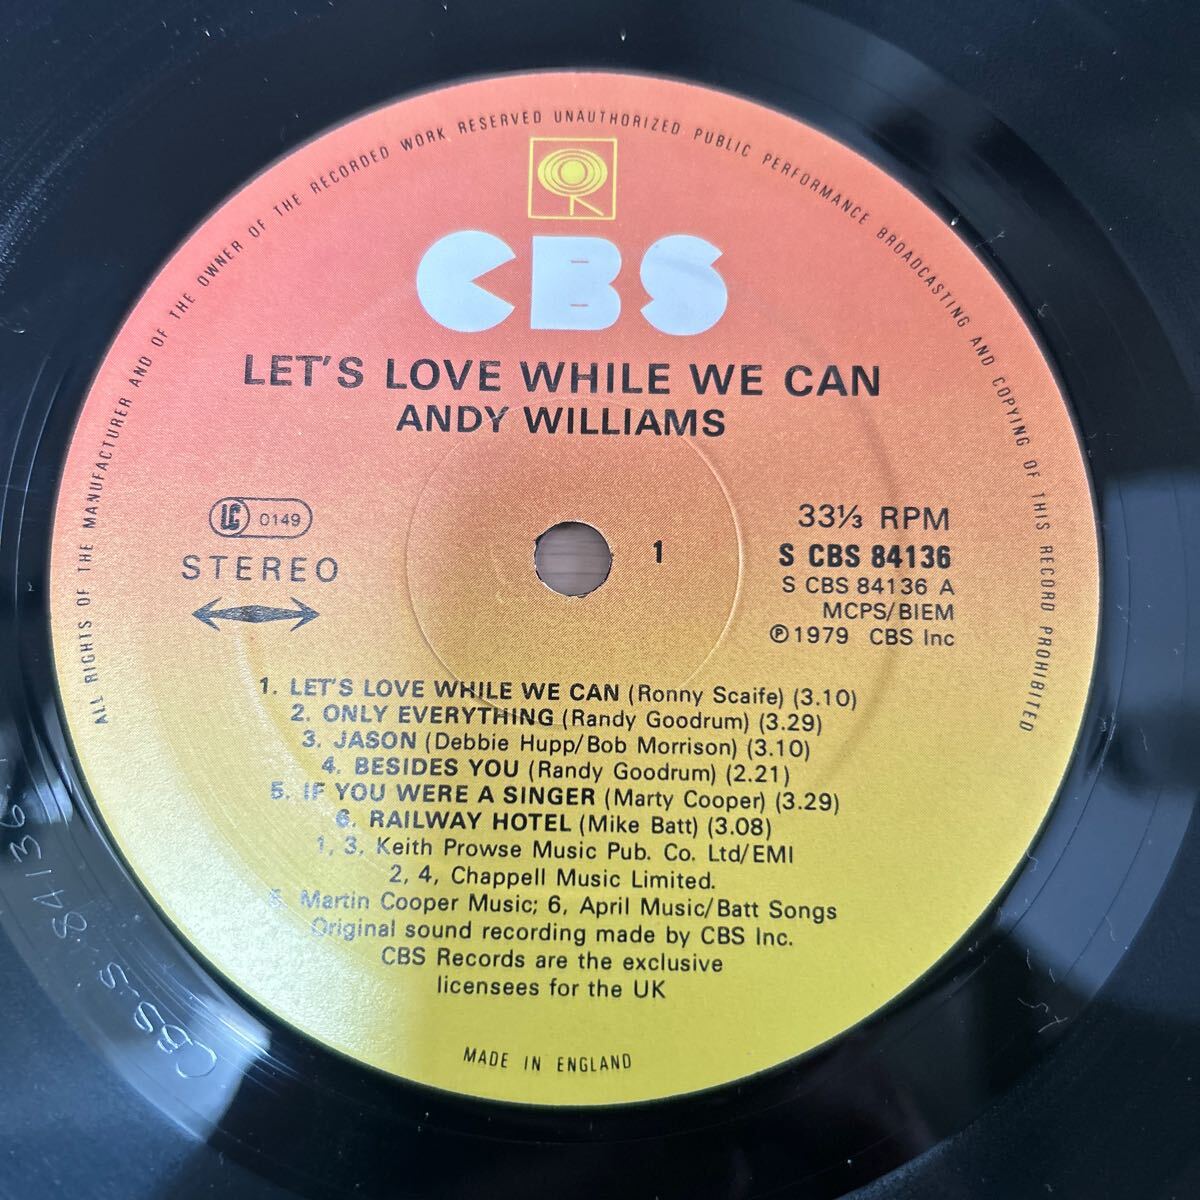 ALL RIGHTS OF THE MANUFACTURER AND OF THE OWNER OF THE RECORDED WORK RESERVED UNAUTHORIZED PUBLIC PERFORMANCE BROADCASTING AND COPYING OF THIS RECORD PROHIBITED
CBS
LET'S LOVE WHILE WE CAN
ANDY WILLIAMS
LC 0149
STEREO
1
33⅓ RPM
S CBS 84136
S CBS 84136 A
MCPS/BIEM
℗1979 CBS Inc
1. LET'S LOVE WHILE WE CAN (Ronny Scaife) (3.10)
2. ONLY EVERYTHING (Randy Goodrum) (3.29)
3. JASON (Debbie Hupp/Bob Morrison) (3.10)
4. BESIDES YOU (Randy Goodrum) (2.21)
5. IF YOU WERE A SINGER (Marty Cooper) (3.29)
6. RAILWAY HOTEL (Mike Batt) (3.08)
1, 3, Keith Prowse Music Pub. Co. Ltd/EMI
2, 4, Chappell Music Limited.
5. Martin Cooper Music; 6, April Music/Batt Songs
Original sound recording made by CBS Inc.
CBS Records are the exclusive
licensees for the UK
MADE IN ENGLAND
CBS.S.84136